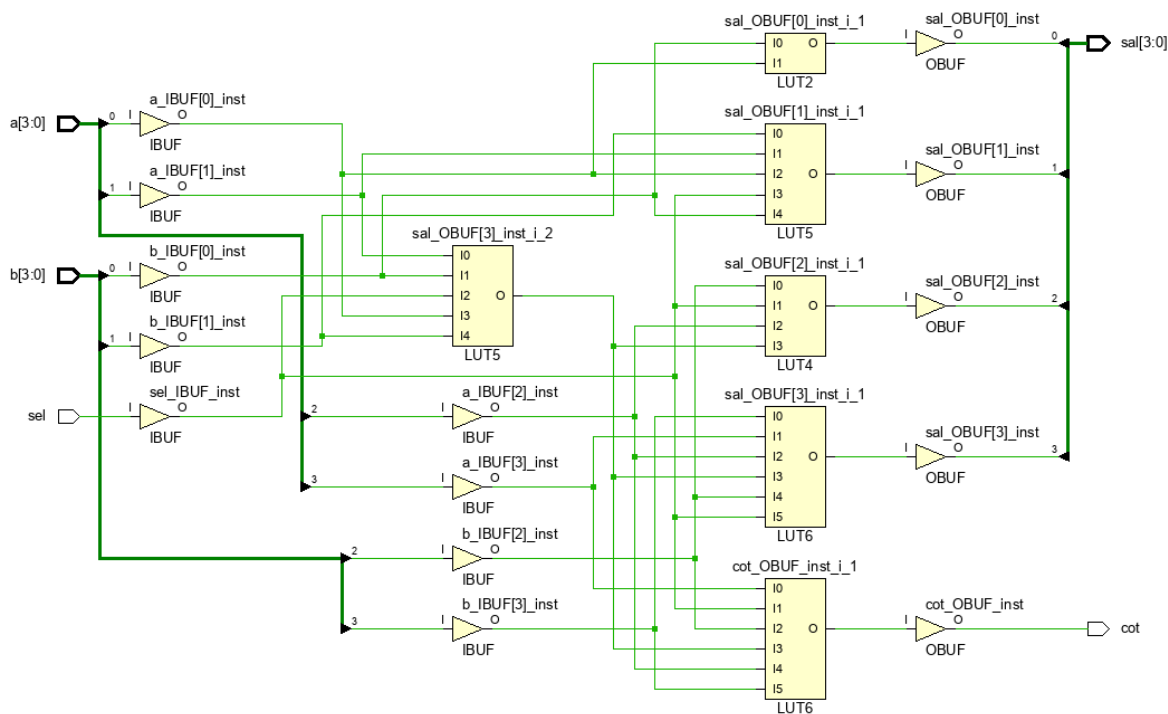 sal_OBUF[0]_inst_i_1
I0
O
I1
LUT2
sal_OBUF[0]_inst
I
O
OBUF
0
sal[3:0]
a[3:0]
0
I
a_IBUF[0]_inst
O
IBUF
1
I
a_IBUF[1]_inst
O
IBUF
sal_OBUF[1]_inst_i_1
I0
I1
I2
O
I3
I4
LUT5
sal_OBUF[1]_inst
I
O
OBUF
1
b[3:0]
0
I
b_IBUF[0]_inst
O
IBUF
1
I
b_IBUF[1]_inst
O
IBUF
sel
I
sel_IBUF_inst
O
IBUF
sal_OBUF[3]_inst_i_2
I0
I1
I2
O
I3
I4
LUT5
sal_OBUF[2]_inst_i_1
I0
I1
O
I2
I3
LUT4
sal_OBUF[2]_inst
I
O
OBUF
2
2
I
a_IBUF[2]_inst
O
IBUF
3
I
a_IBUF[3]_inst
O
IBUF
sal_OBUF[3]_inst_i_1
I0
I1
I2
O
I3
I4
I5
LUT6
sal_OBUF[3]_inst
I
O
OBUF
3
2
I
b_IBUF[2]_inst
O
IBUF
3
I
b_IBUF[3]_inst
O
IBUF
cot_OBUF_inst_i_1
I0
I1
I2
O
I3
I4
I5
LUT6
cot_OBUF_inst
I
O
OBUF
cot